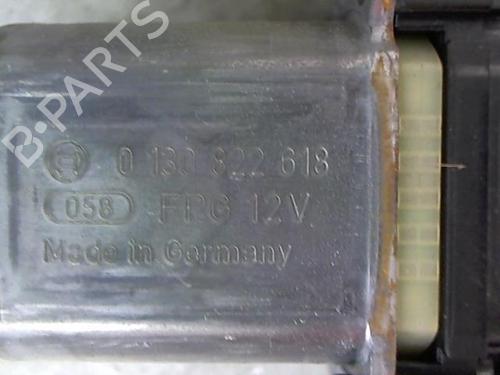 B-PARTS
0 130 822 618
058 FPG 12V
Made in Germany